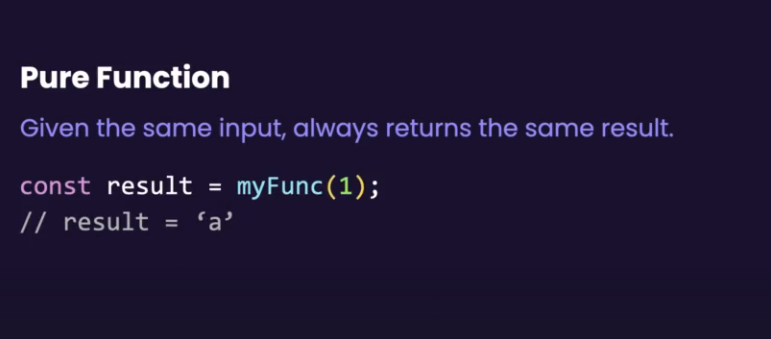 Pure Function
Given the same input, always returns the same result.
const result = myFunc(1);
// result = ‘a’